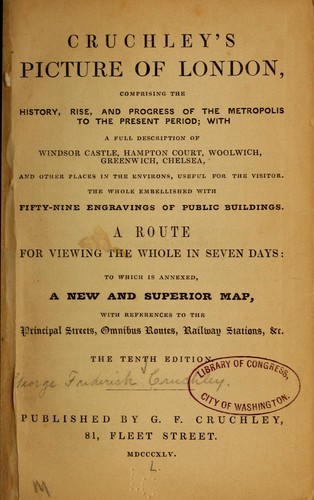 CRUCHLEY'S
PICTURE OF LONDON,
COMPRISING THE
HISTORY, RISE, AND PROGRESS OF THE METROPOLIS
TO THE PRESENT PERIOD; WITH
A FULL DESCRIPTION OF
WINDSOR CASTLE, HAMPTON COURT, WOOLWICH,
GREENWICH, CHELSEA,
AND OTHER PLACES IN THE ENVIRONS, USEFUL FOR THE VISITOR.
THE WHOLE EMBELLISHED WITH
FIFTY-NINE ENGRAVINGS OF PUBLIC BUILDINGS.
A ROUTE
FOR VIEWING THE WHOLE IN SEVEN DAYS:
TO WHICH IS ANNEXED,
A NEW AND SUPERIOR MAP,
WITH REFERENCES TO THE
Principal Streets, Omnibus Routes, Railway Stations, &c.
THE TENTH EDITION
George Frederick Cruchley.
LIBRARY OF CONGRESS,
CITY OF WASHINGTON.
PUBLISHED BY G. F. CRUCHLEY,
81, FLEET STREET.
MDCCCXLV.
L.
M